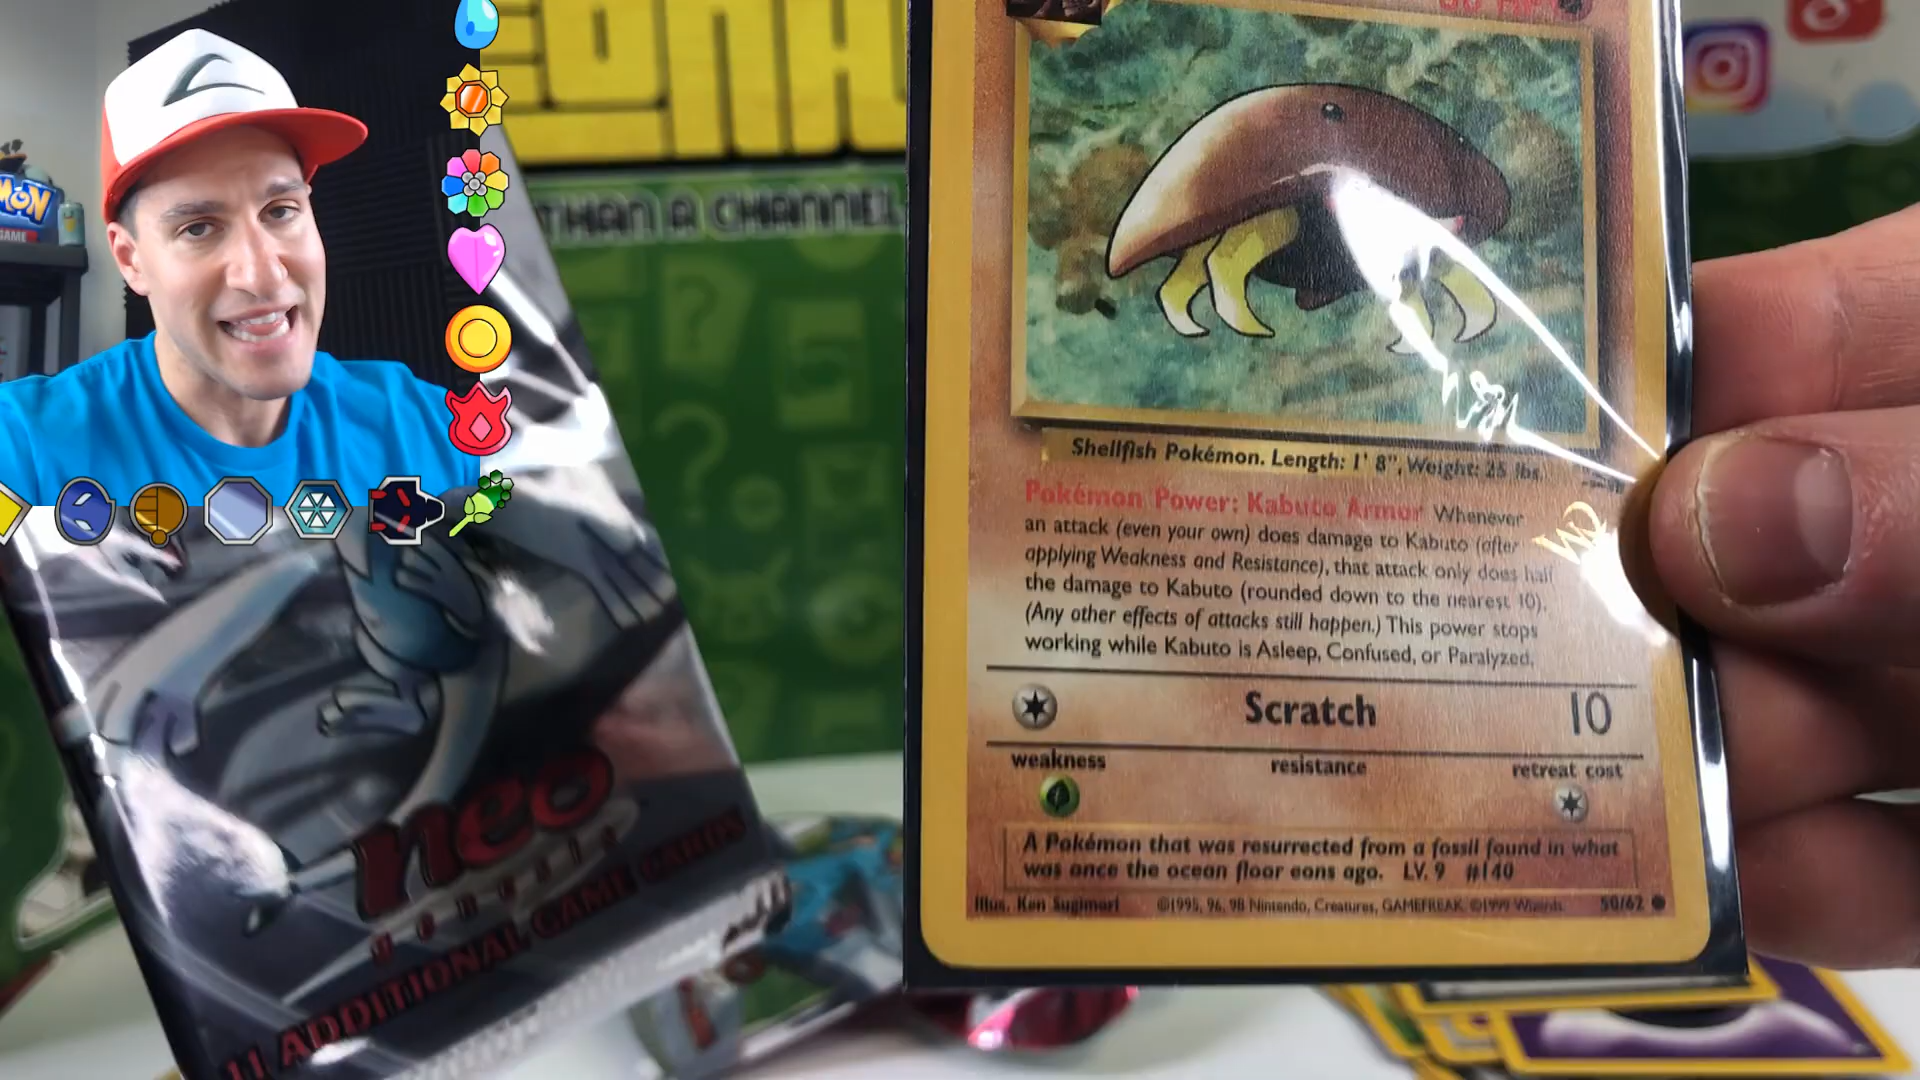 MON
GAME
THAN A CHANNEL
Shellfish Pokémon. Length: 1' 8", Weight: 25 lbs.
Pokémon Power: Kabuto Armor Whenever
an attack (even your own) does damage to Kabuto (after
applying Weakness and Resistance), that attack only does half
the damage to Kabuto (rounded down to the nearest 10).
(Any other effects of attacks still happen.) This power stops
working while Kabuto is Asleep, Confused, or Paralyzed.
Scratch 10
weakness resistance retreat cost
A Pokémon that was resurrected from a fossil found in what
was once the ocean floor eons ago. LV. 9 #140
Illus. Ken Sugimori ©1995, 96, 98 Nintendo, Creatures, GAMEFREAK. ©1999 Wizards. 50/62
neo
GENESIS
11 ADDITIONAL GAME CARDS